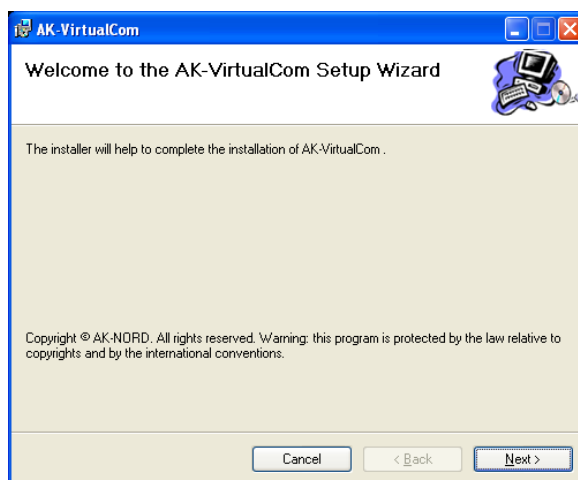 AK-VirtualCom
Welcome to the AK-VirtualCom Setup Wizard
The installer will help to complete the installation of AK-VirtualCom .
Copyright © AK-NORD. All rights reserved. Warning: this program is protected by the law relative to
copyrights and by the international conventions.
Cancel
< Back
Next >